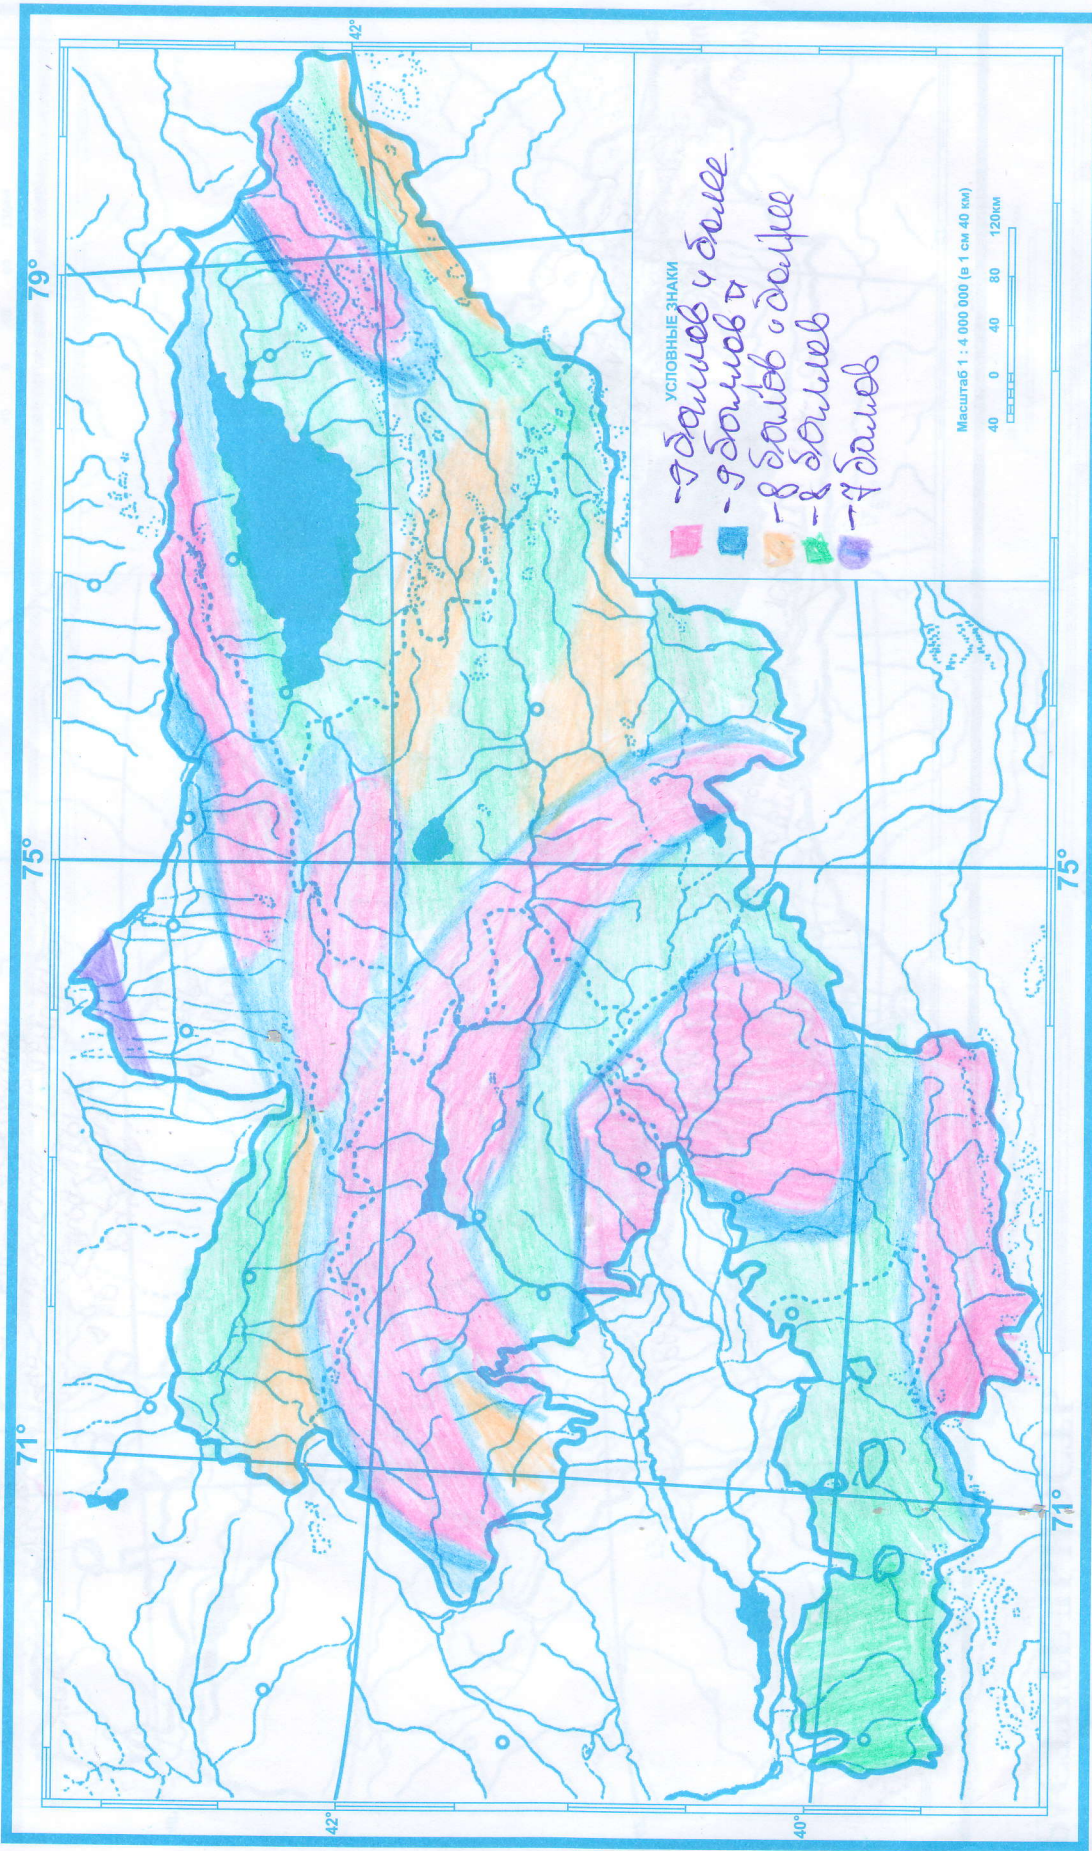 42°
79°
75°
71°
УСЛОВНЫЕ ЗНАКИ
-9 баллов и более.
-9 баллов и
-8 баллов и более
-8 баллов
-7 баллов
Масштаб 1 : 4 000 000 (в 1 см 40 км)
40 0 40 80 120км
75°
71°
42°
40°